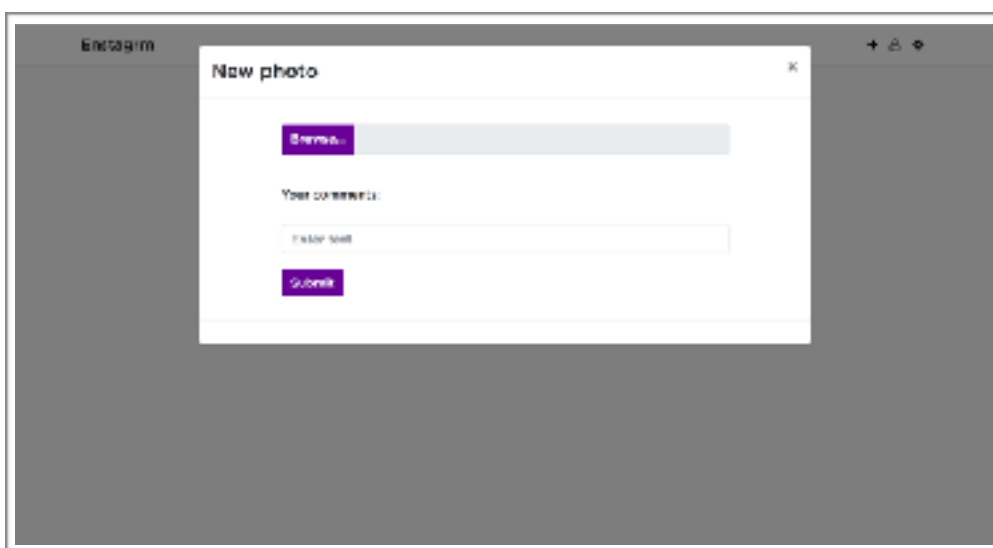 Enstagrm
New photo
Browse...
Your comments:
Enter text
Submit